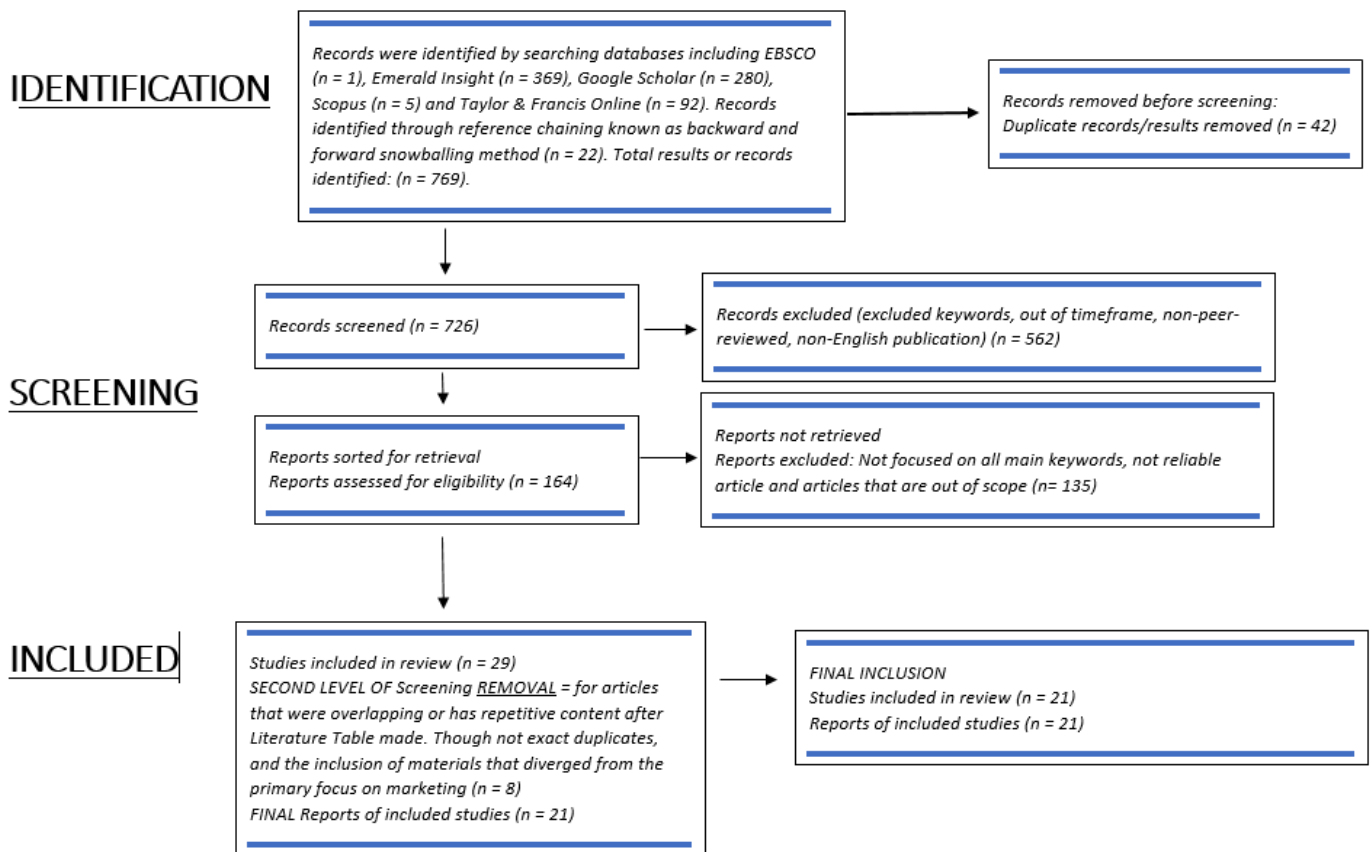 IDENTIFICATION
Records were identified by searching databases including EBSCO
(n = 1), Emerald Insight (n = 369), Google Scholar (n = 280),
Scopus (n = 5) and Taylor & Francis Online (n = 92). Records
identified through reference chaining known as backward and
forward snowballing method (n = 22). Total results or records
identified: (n = 769).
Records removed before screening:
Duplicate records/results removed (n = 42)
SCREENING
Records screened (n = 726)
Records excluded (excluded keywords, out of timeframe, non-peer-
reviewed, non-English publication) (n = 562)
Reports sorted for retrieval
Reports assessed for eligibility (n = 164)
Reports not retrieved
Reports excluded: Not focused on all main keywords, not reliable
article and articles that are out of scope (n= 135)
INCLUDED
Studies included in review (n = 29)
SECOND LEVEL OF Screening REMOVAL = for articles
that were overlapping or has repetitive content after
Literature Table made. Though not exact duplicates,
and the inclusion of materials that diverged from the
primary focus on marketing (n = 8)
FINAL Reports of included studies (n = 21)
FINAL INCLUSION
Studies included in review (n = 21)
Reports of included studies (n = 21)